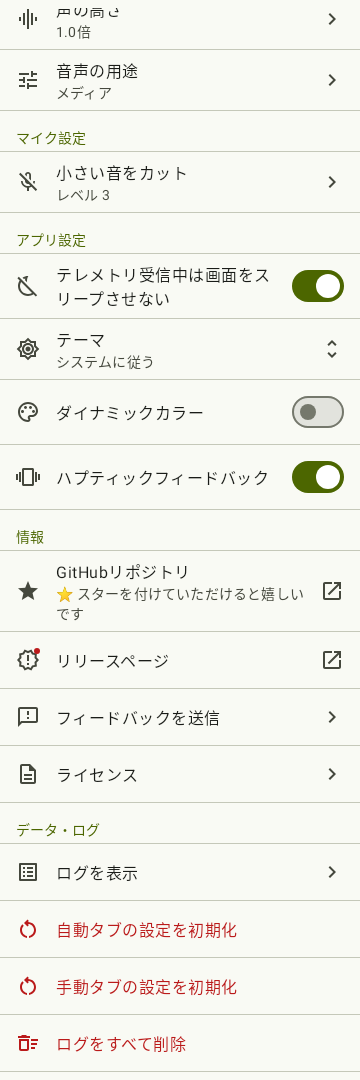 声の高さ
1.0倍
音声の用途
メディア
マイク設定
小さい音をカット
レベル 3
アプリ設定
テレメトリ受信中は画面をス
リープさせない
テーマ
システムに従う
ダイナミックカラー
ハプティックフィードバック
情報
GitHubリポジトリ
⭐ スターを付けていただけると嬉しい
です
リリースページ
フィードバックを送信
ライセンス
データ・ログ
ログを表示
自動タブの設定を初期化
手動タブの設定を初期化
ログをすべて削除